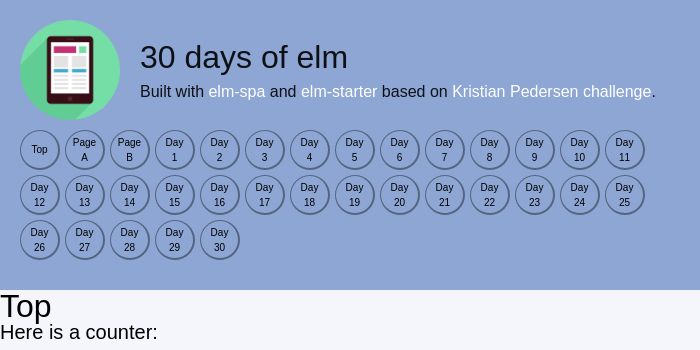 30 days of elm
Built with elm-spa and elm-starter based on Kristian Pedersen challenge.
Top
Page A
Page B
Day 1
Day 2
Day 3
Day 4
Day 5
Day 6
Day 7
Day 8
Day 9
Day 10
Day 11
Day 12
Day 13
Day 14
Day 15
Day 16
Day 17
Day 18
Day 19
Day 20
Day 21
Day 22
Day 23
Day 24
Day 25
Day 26
Day 27
Day 28
Day 29
Day 30
Top
Here is a counter: